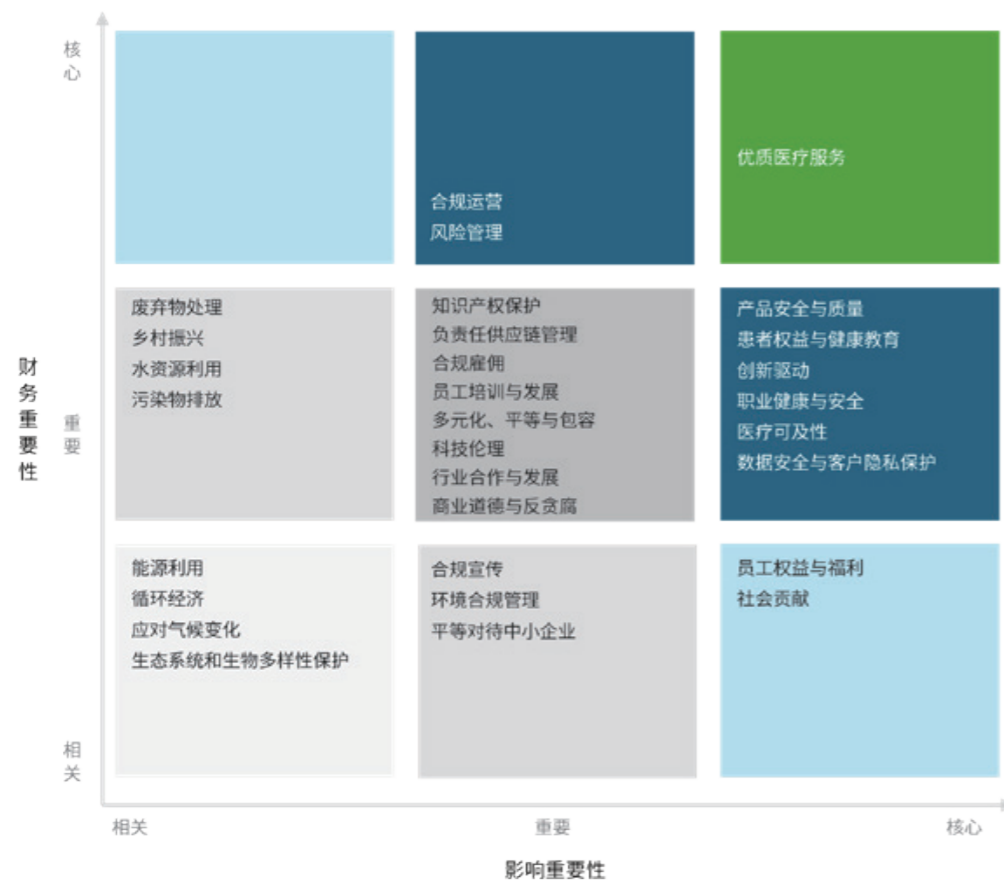 核心
合规运营
风险管理
优质医疗服务
财务重要性
重要
废弃物处理
乡村振兴
水资源利用
污染物排放
知识产权保护
负责任供应链管理
合规雇佣
员工培训与发展
多元化、平等与包容
科技伦理
行业合作与发展
商业道德与反贪腐
产品安全与质量
患者权益与健康教育
创新驱动
职业健康与安全
医疗可及性
数据安全与客户隐私保护
相关
能源利用
循环经济
应对气候变化
生态系统和生物多样性保护
合规宣传
环境合规管理
平等对待中小企业
员工权益与福利
社会贡献
相关
重要
核心
影响重要性